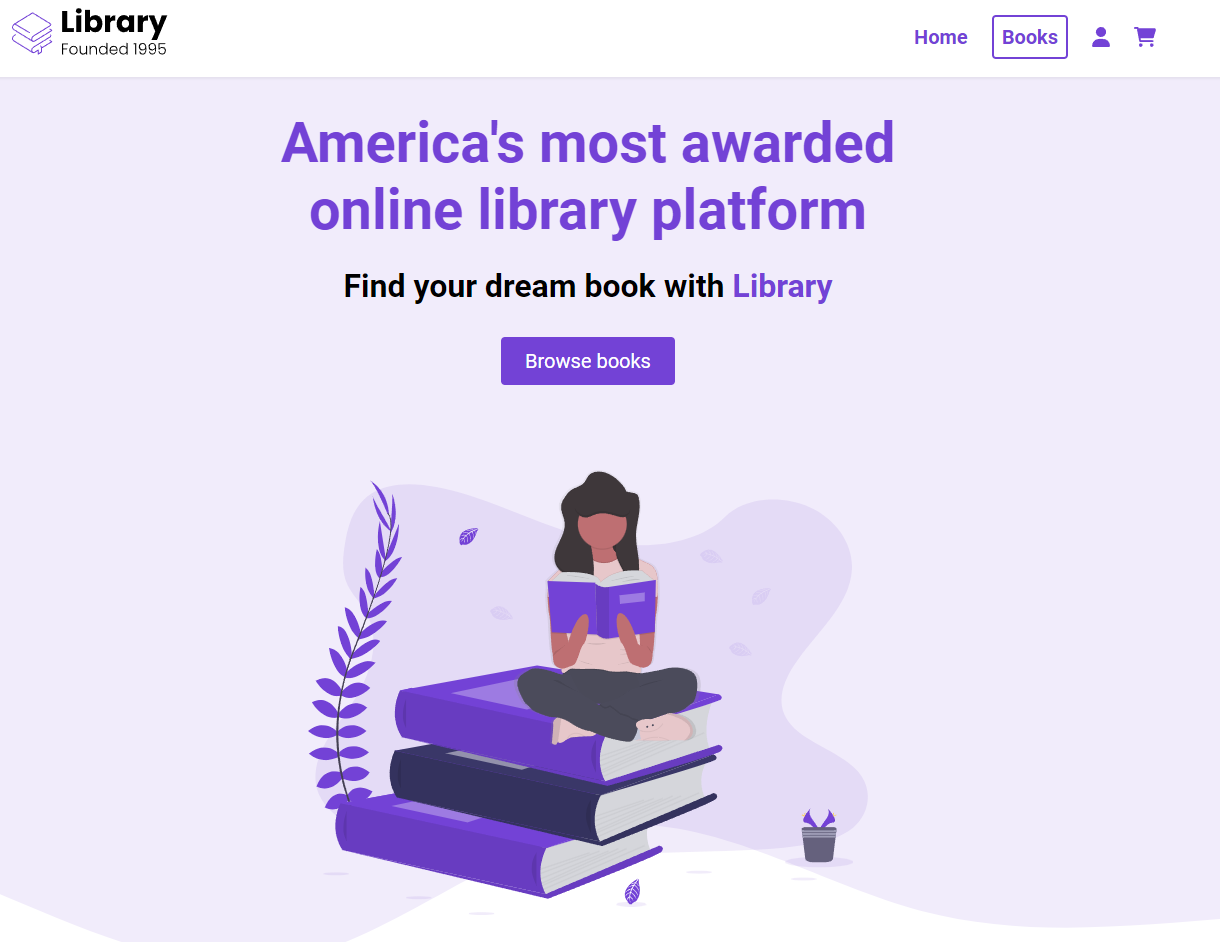 Library
Founded 1995
Home
Books
America's most awarded
online library platform
Find your dream book with Library
Browse books